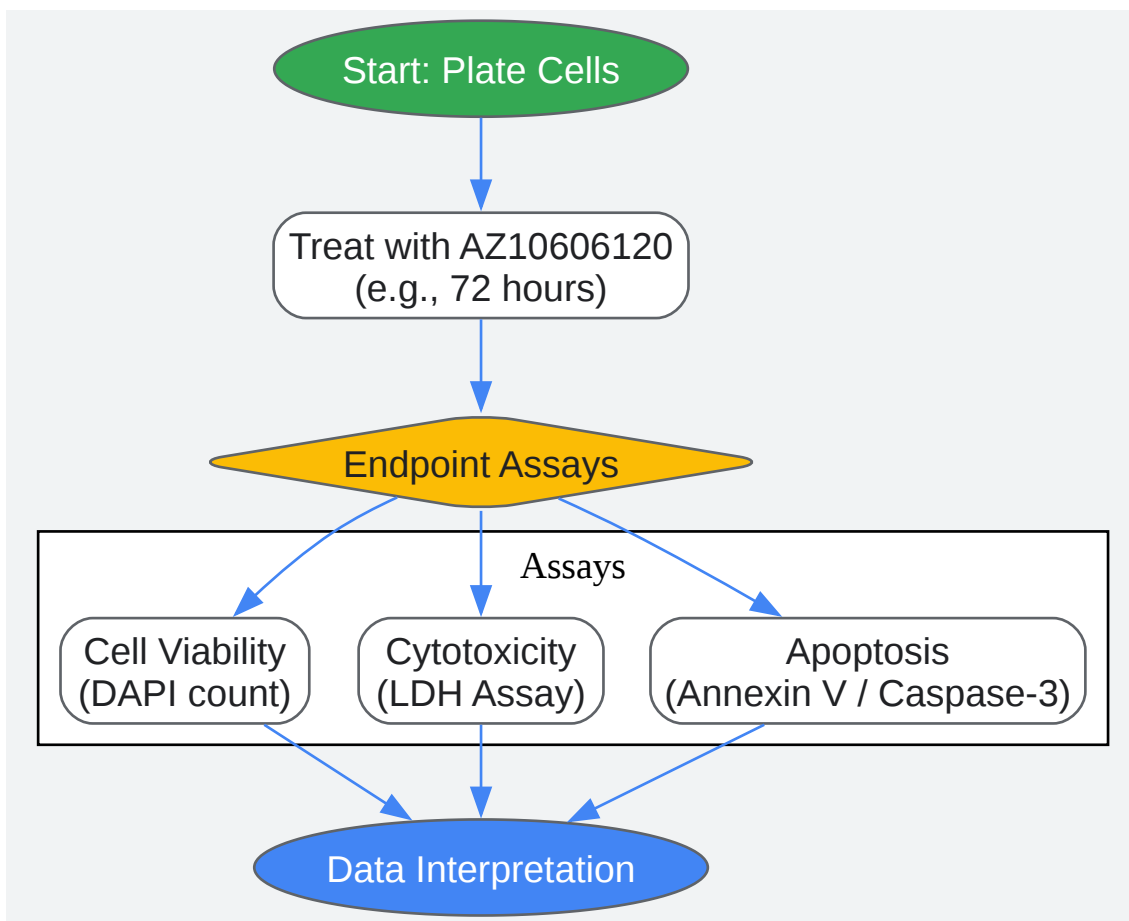 Start: Plate Cells
Treat with AZ10606120
(e.g., 72 hours)
Endpoint Assays
Assays
Cell Viability
(DAPI count)
Cytotoxicity
(LDH Assay)
Apoptosis
(Annexin V / Caspase-3)
Data Interpretation